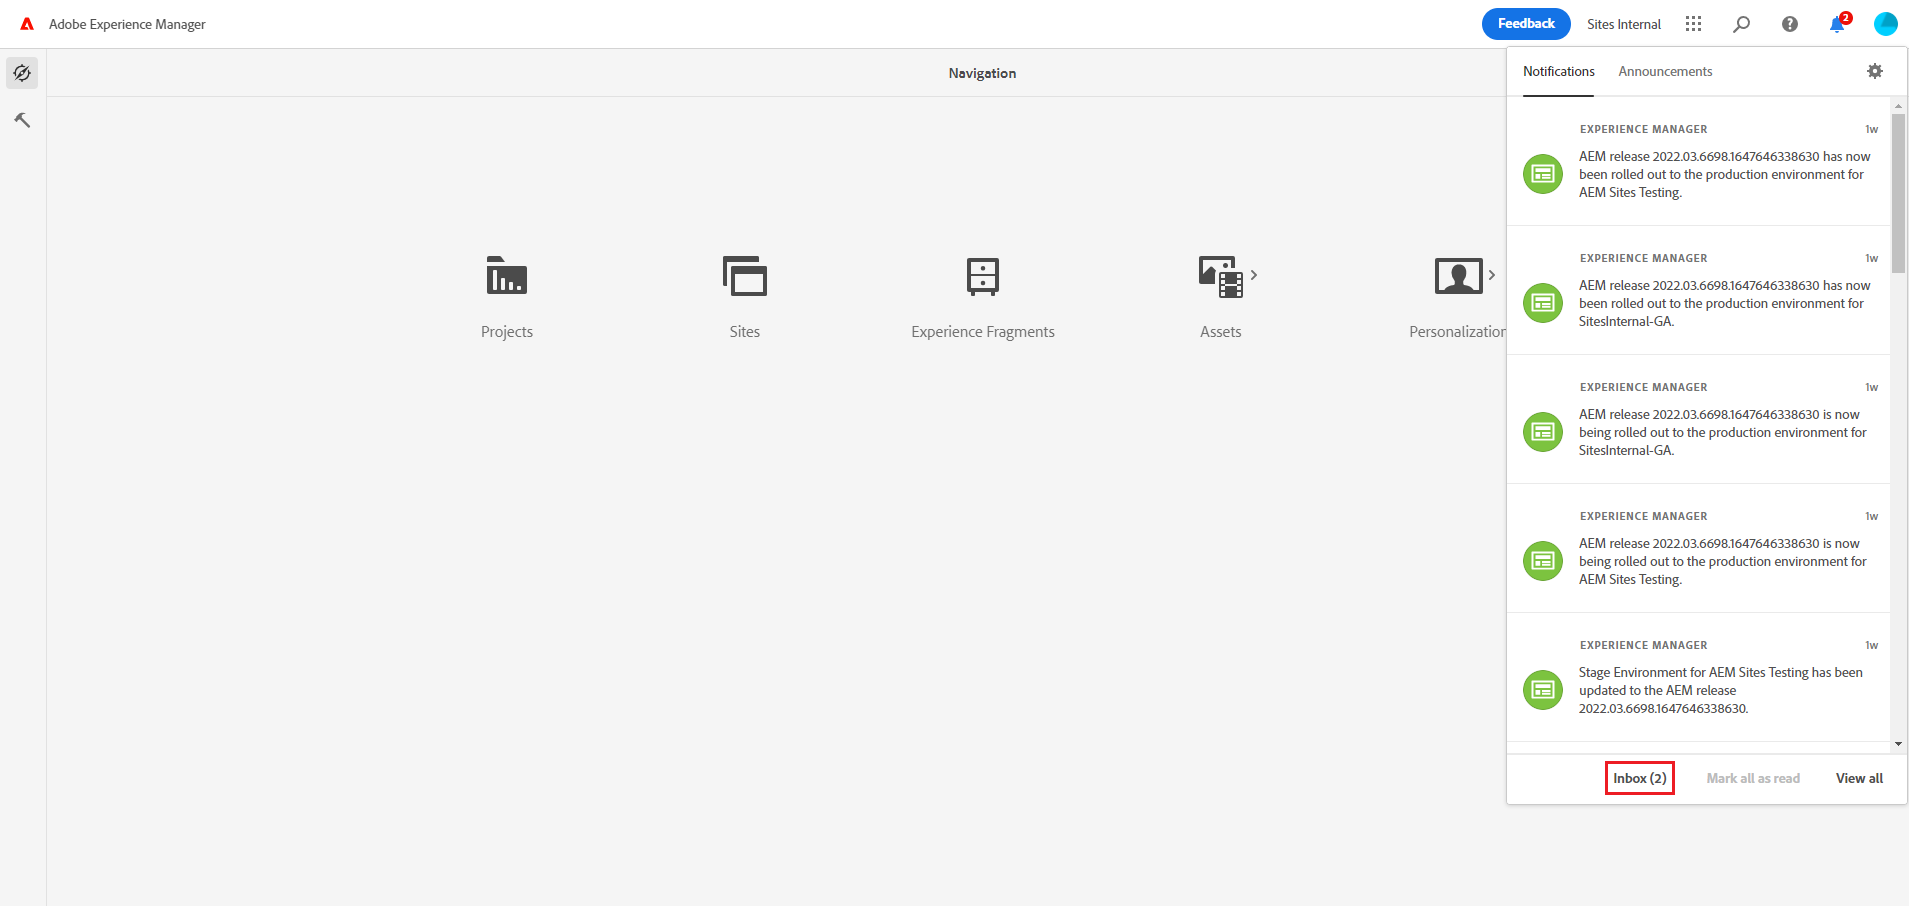 Adobe Experience Manager
Feedback
Sites Internal
?
2
Navigation
Projects
Sites
Experience Fragments
Assets
Personalization
Notifications
Announcements
EXPERIENCE MANAGER 1w
AEM release 2022.03.6698.1647646338630 has now
been rolled out to the production environment for
AEM Sites Testing.
EXPERIENCE MANAGER 1w
AEM release 2022.03.6698.1647646338630 has now
been rolled out to the production environment for
SitesInternal-GA.
EXPERIENCE MANAGER 1w
AEM release 2022.03.6698.1647646338630 is now
being rolled out to the production environment for
SitesInternal-GA.
EXPERIENCE MANAGER 1w
AEM release 2022.03.6698.1647646338630 is now
being rolled out to the production environment for
AEM Sites Testing.
EXPERIENCE MANAGER 1w
Stage Environment for AEM Sites Testing has been
updated to the AEM release
2022.03.6698.1647646338630.
Inbox (2)
Mark all as read
View all